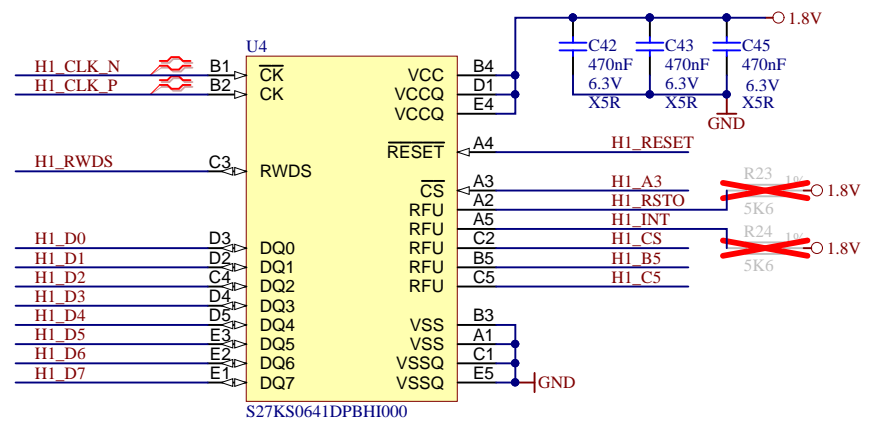 1.8V
U4
C42
470nF
6.3V
X5R
C43
470nF
6.3V
X5R
C45
470nF
6.3V
X5R
GND
H1_CLK_N
B1
CK
VCC
B4
H1_CLK_P
B2
CK
VCCQ
D1
VCCQ
E4
RESET
A4
H1_RESET
H1_RWDS
C3
RWDS
CS
A3
H1_A3
R23
1%
5K6
1.8V
RFU
A2
H1_RSTO
RFU
A5
H1_INT
R24
1%
5K6
1.8V
H1_D0
D3
DQ0
RFU
C2
H1_CS
H1_D1
D2
DQ1
RFU
B5
H1_B5
H1_D2
C4
DQ2
RFU
C5
H1_C5
H1_D3
D4
DQ3
H1_D4
D5
DQ4
VSS
B3
H1_D5
E3
DQ5
VSS
A1
H1_D6
E2
DQ6
VSSQ
C1
H1_D7
E1
DQ7
VSSQ
E5
GND
S27KS0641DPBHI000